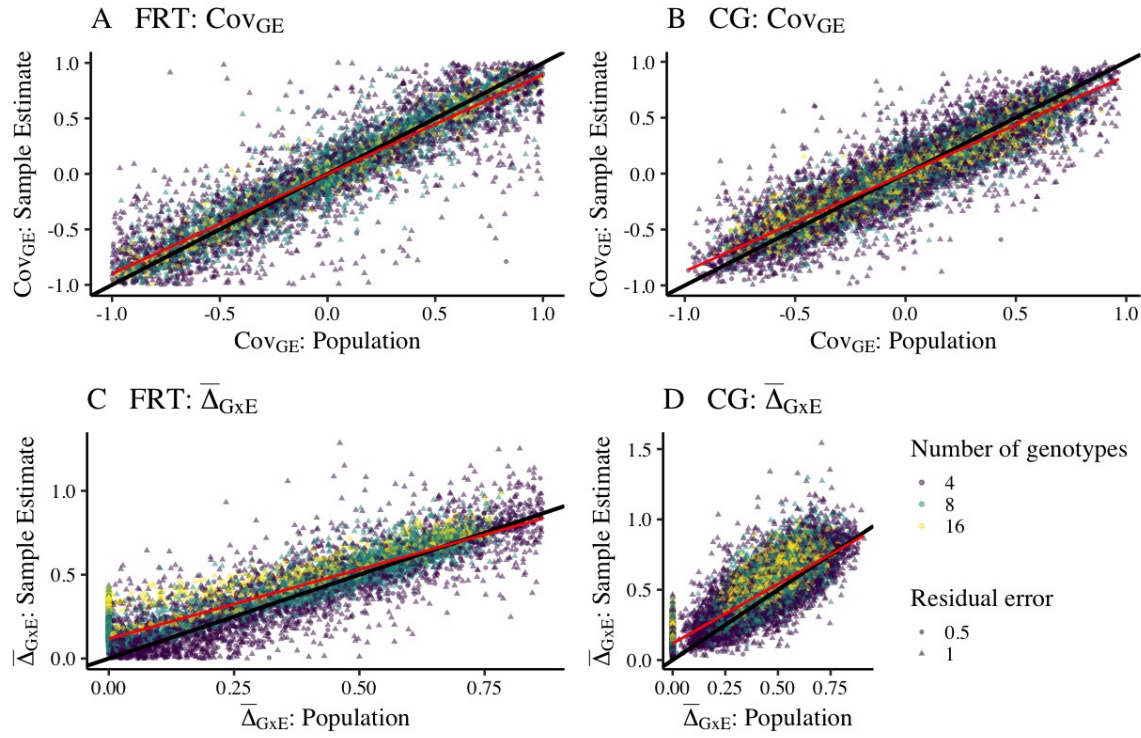 A FRT: Cov_GE
B CG: Cov_GE
Cov_GE: Sample Estimate
1.0
0.5
0.0
-0.5
-1.0
-1.0 -0.5 0.0 0.5 1.0
Cov_GE: Population
Cov_GE: Sample Estimate
1.0
0.5
0.0
-0.5
-1.0
-1.0 -0.5 0.0 0.5 1.0
Cov_GE: Population
C FRT: Δ̅_GxE
D CG: Δ̅_GxE
Δ̅_GxE: Sample Estimate
1.0
0.5
0.0
0.00 0.25 0.50 0.75
Δ̅_GxE: Population
Δ̅_GxE: Sample Estimate
1.5
1.0
0.5
0.0
0.00 0.25 0.50 0.75
Δ̅_GxE: Population
Number of genotypes
4
8
16
Residual error
0.5
1